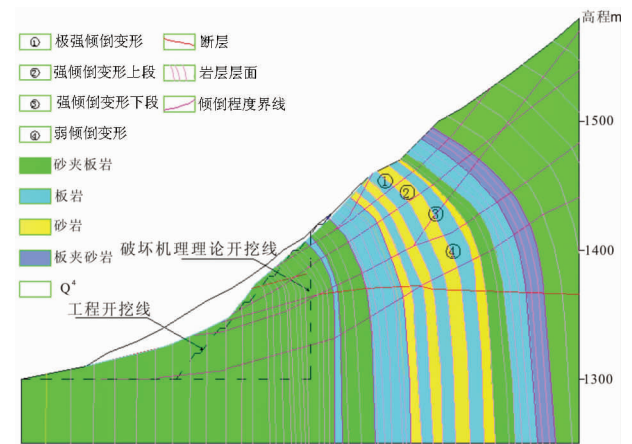 高程m
① 极强倾倒变形 断层
② 强倾倒变形上段 岩层层面
③ 强倾倒变形下段 倾倒程度界线
④ 弱倾倒变形
砂夹板岩
板岩
砂岩
板夹砂岩
Q⁴
1500
①
②
③
1400
④
破坏机理理论开挖线
工程开挖线
1300